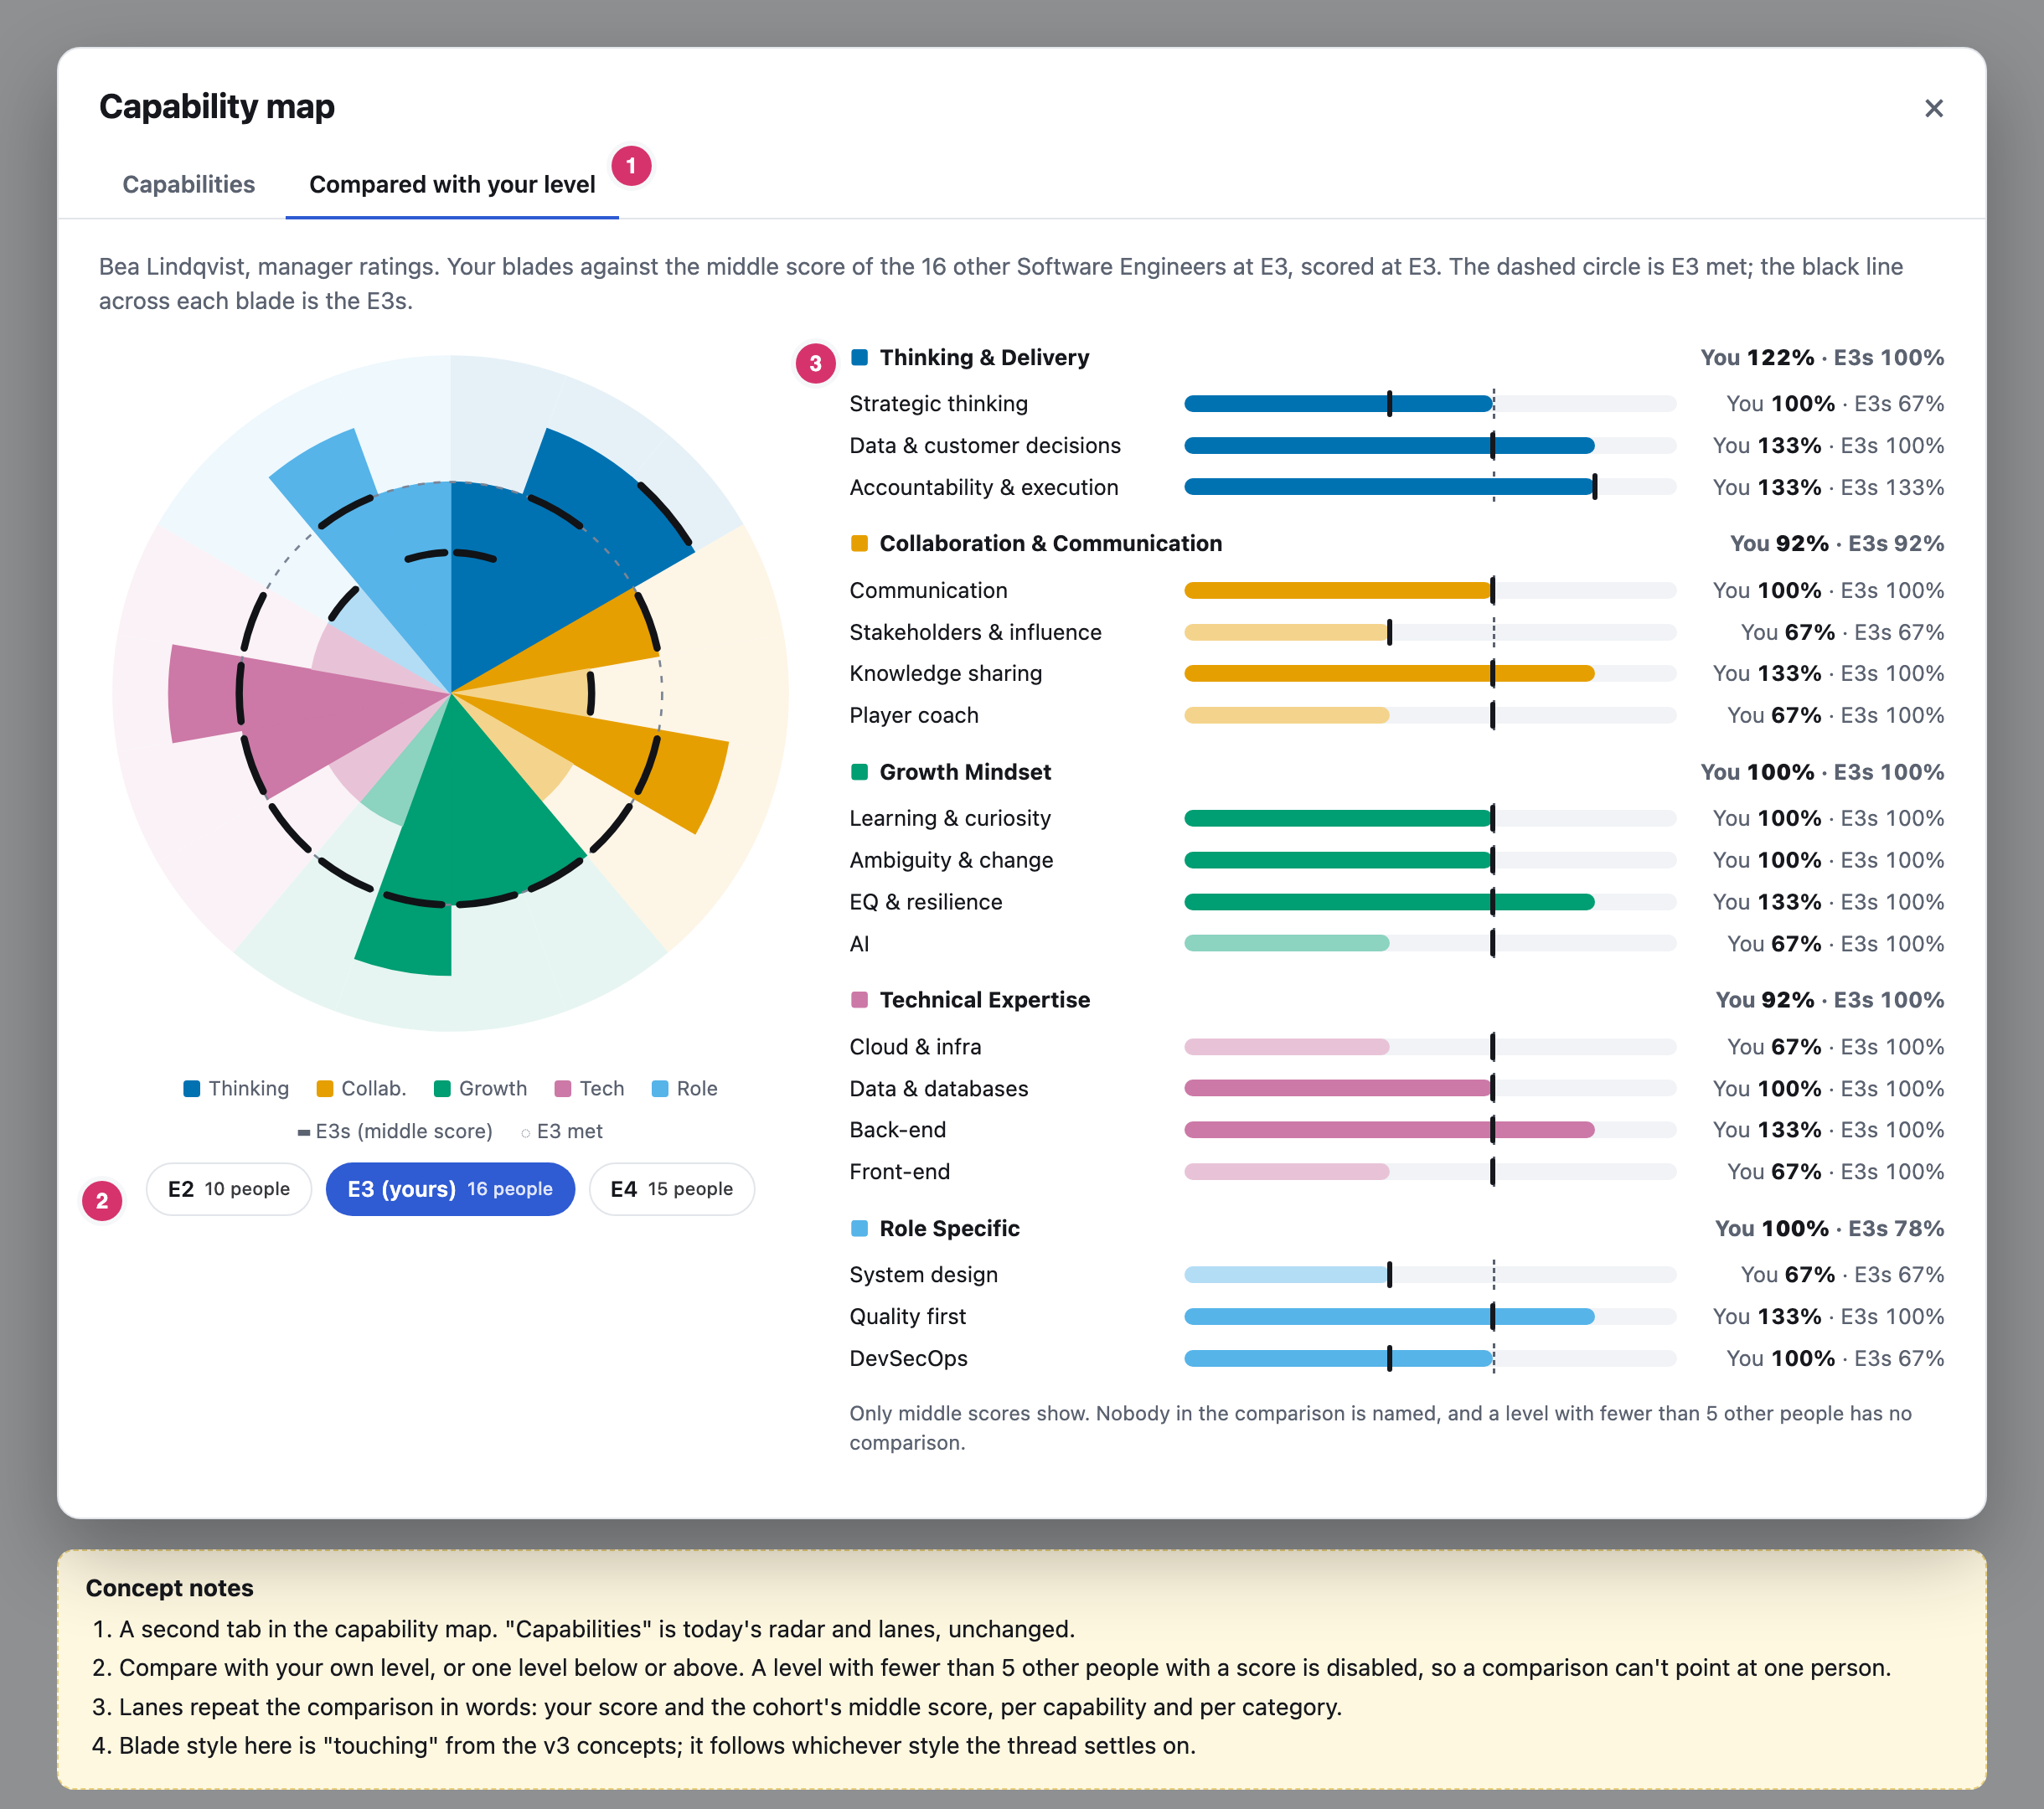 Capability map
×
Capabilities
Compared with your level
1
Bea Lindqvist, manager ratings. Your blades against the middle score of the 16 other Software Engineers at E3, scored at E3. The dashed circle is E3 met; the black line
across each blade is the E3s.
3
Thinking & Delivery
You 122% · E3s 100%
Strategic thinking
You 100% · E3s 67%
Data & customer decisions
You 133% · E3s 100%
Accountability & execution
You 133% · E3s 133%
Collaboration & Communication
You 92% · E3s 92%
Communication
You 100% · E3s 100%
Stakeholders & influence
You 67% · E3s 67%
Knowledge sharing
You 133% · E3s 100%
Player coach
You 67% · E3s 100%
Growth Mindset
You 100% · E3s 100%
Learning & curiosity
You 100% · E3s 100%
Ambiguity & change
You 100% · E3s 100%
EQ & resilience
You 133% · E3s 100%
AI
You 67% · E3s 100%
Technical Expertise
You 92% · E3s 100%
Cloud & infra
You 67% · E3s 100%
Data & databases
You 100% · E3s 100%
Back-end
You 133% · E3s 100%
Front-end
You 67% · E3s 100%
Role Specific
You 100% · E3s 78%
System design
You 67% · E3s 67%
Quality first
You 133% · E3s 100%
DevSecOps
You 100% · E3s 67%
Only middle scores show. Nobody in the comparison is named, and a level with fewer than 5 other people has no
comparison.
Thinking Collab. Growth Tech Role
E3s (middle score) E3 met
2
E2 10 people
E3 (yours) 16 people
E4 15 people
Concept notes
1. A second tab in the capability map. "Capabilities" is today's radar and lanes, unchanged.
2. Compare with your own level, or one level below or above. A level with fewer than 5 other people with a score is disabled, so a comparison can't point at one person.
3. Lanes repeat the comparison in words: your score and the cohort's middle score, per capability and per category.
4. Blade style here is "touching" from the v3 concepts; it follows whichever style the thread settles on.